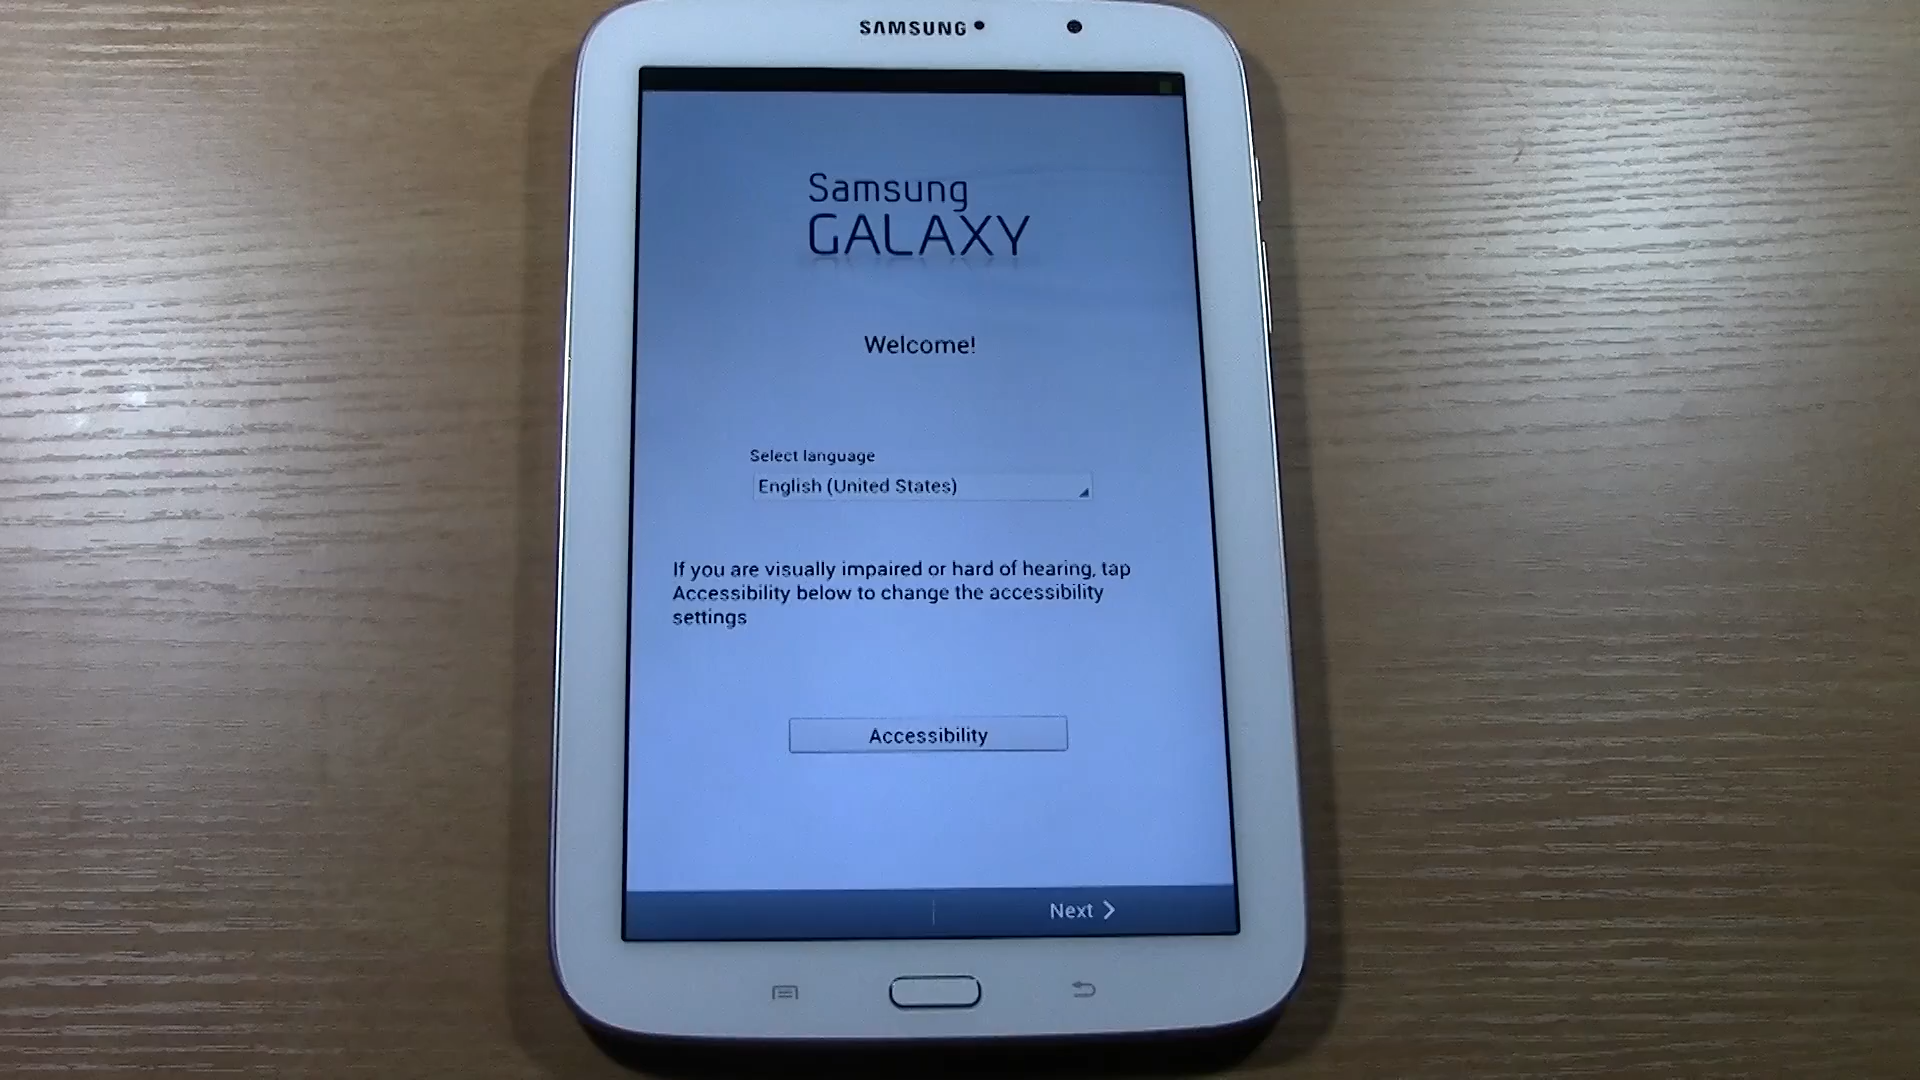 SAMSUNG
Samsung
GALAXY
Welcome!
Select language
English (United States)
If you are visually impaired or hard of hearing, tap
Accessibility below to change the accessibility
settings
Accessibility
Next